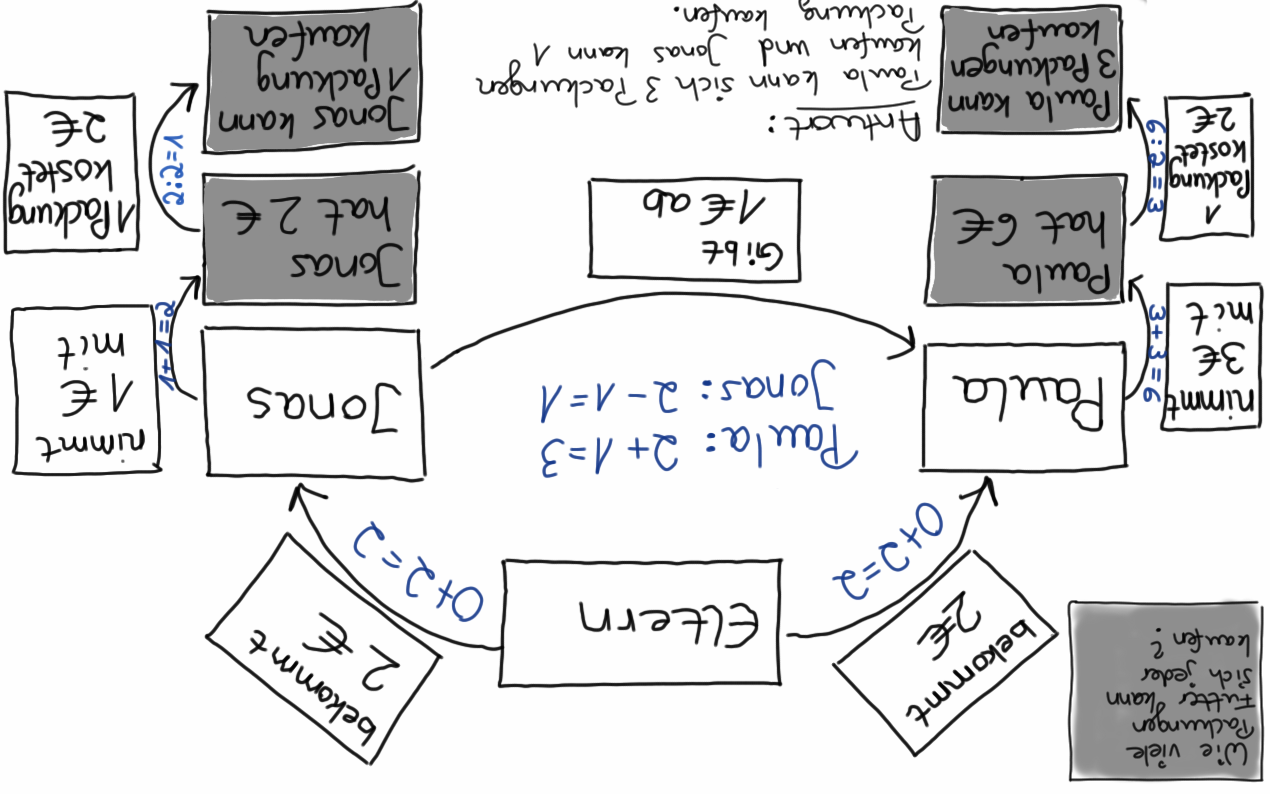 Wie viele
Packungen
Futter kann
sich jeder
kaufen?
bekommt
2€
0+2=2
Eltern
0+2=2
bekommt
2€
nimmt
3€
mit
3+3=6
Paula
Paula: 2+1=3
Jonas: 2-1=1
Gibt
1€ ab
Jonas
1+1=2
nimmt
1€
mit
1
Packung
kostet
2€
6:2=3
Paula
hat 6€
Jonas
hat 2€
2:2=1
1Packung
kostet
2€
Paula kann
3 Packungen
kaufen
Antwort:
Paula kann sich 3 Packungen
kaufen und Jonas kann 1
Packung kaufen.
Jonas kann
1Packung
kaufen